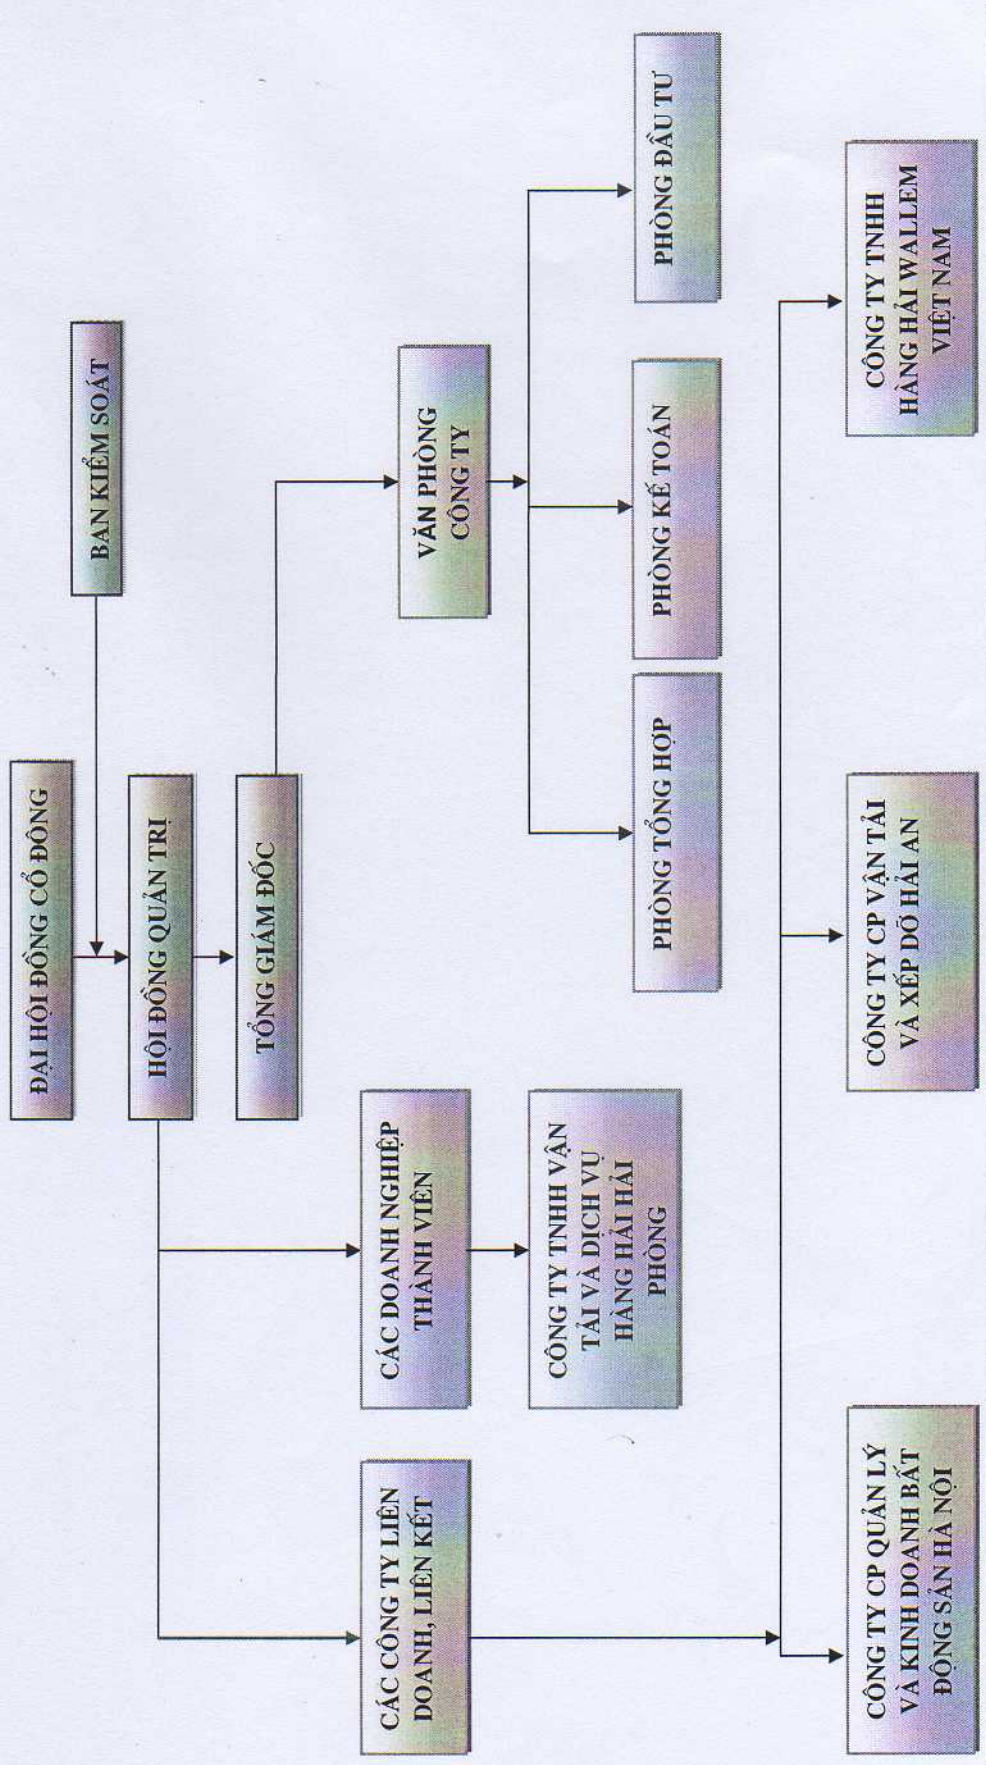 ĐẠI HỘI ĐỒNG CỔ ĐÔNG
BAN KIỂM SOÁT
HỘI ĐỒNG QUẢN TRỊ
TỔNG GIÁM ĐỐC
CÁC CÔNG TY LIÊN
DOANH, LIÊN KẾT
CÁC DOANH NGHIỆP
THÀNH VIÊN
VĂN PHÒNG
CÔNG TY
CÔNG TY TNHH VẬN
TẢI VÀ DỊCH VỤ
HÀNG HẢI HẢI
PHÒNG
PHÒNG TỔNG HỢP
PHÒNG KẾ TOÁN
PHÒNG ĐẦU TƯ
CÔNG TY CP QUẢN LÝ
VÀ KINH DOANH BẤT
ĐỘNG SẢN HÀ NỘI
CÔNG TY CP VẬN TẢI
VÀ XẾP DỠ HẢI AN
CÔNG TY TNHH
HÀNG HẢI WALLEM
VIỆT NAM